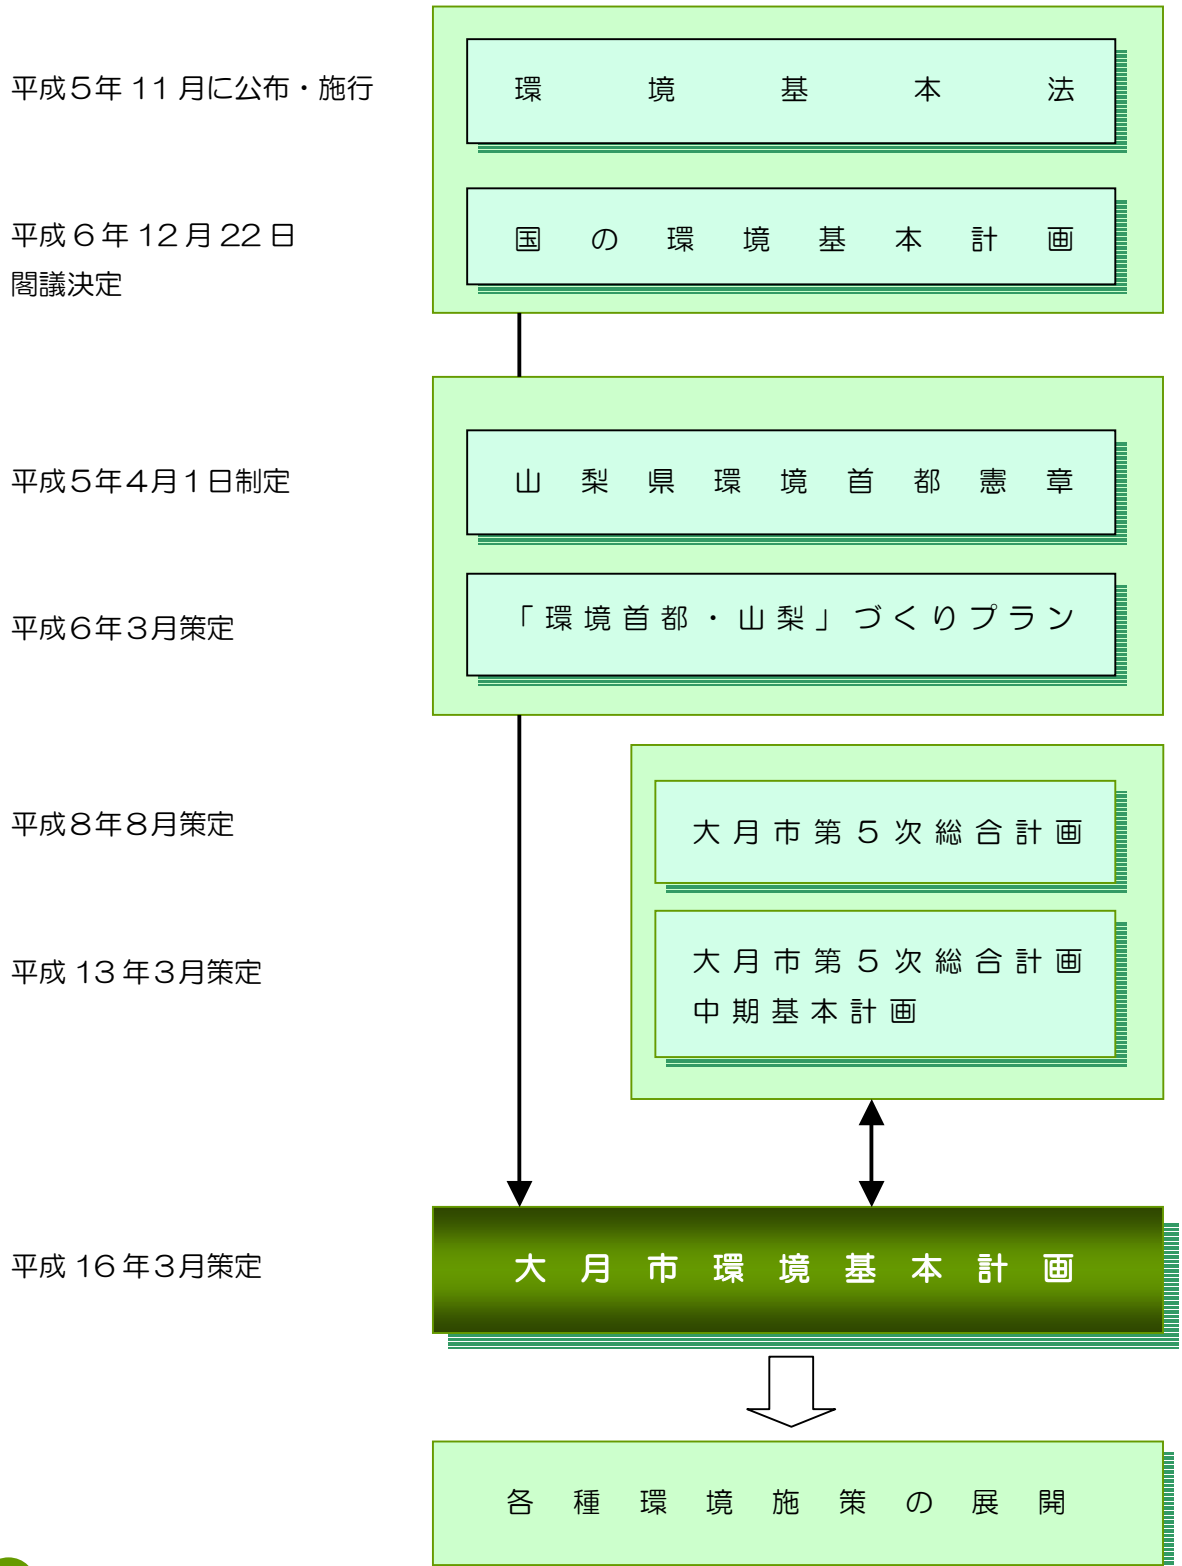 平成5年 11 月に公布・施行
環境基本法
平成 6 年 12 月 22 日
閣議決定
国の環境基本計画
平成5年4月1日制定
山梨県環境首都憲章
平成6年3月策定
「環境首都・山梨」づくりプラン
平成8年8月策定
大月市第5次総合計画
平成 13 年3月策定
大月市第5次総合計画
中期基本計画
平成 16 年3月策定
大月市環境基本計画
各種環境施策の展開